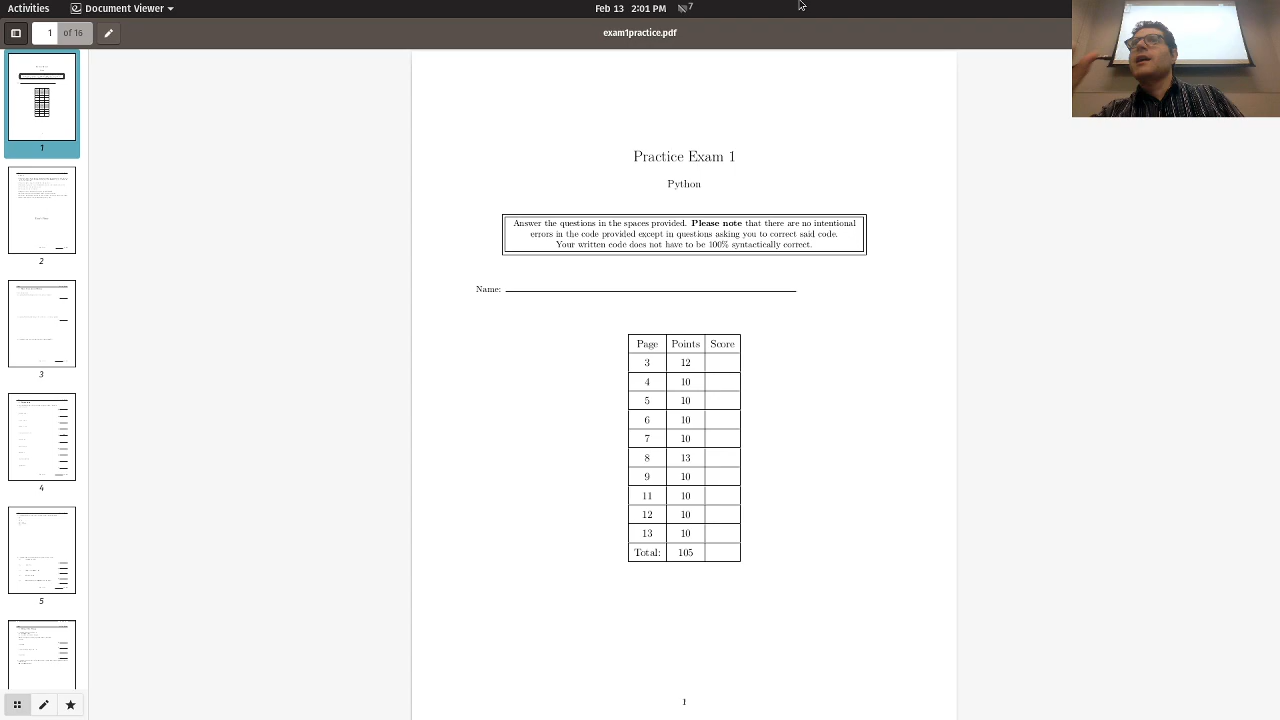 Activities
Document Viewer
Feb 13 2:01 PM
7
1 of 16
exam1practice.pdf
1
2
3
4
5
Practice Exam 1
Python
Answer the questions in the spaces provided. Please note that there are no intentional
errors in the code provided except in questions asking you to correct said code.
Your written code does not have to be 100% syntactically correct.
Name:
Page Points Score
3 12
4 10
5 10
6 10
7 10
8 13
9 10
11 10
12 10
13 10
Total: 105
1